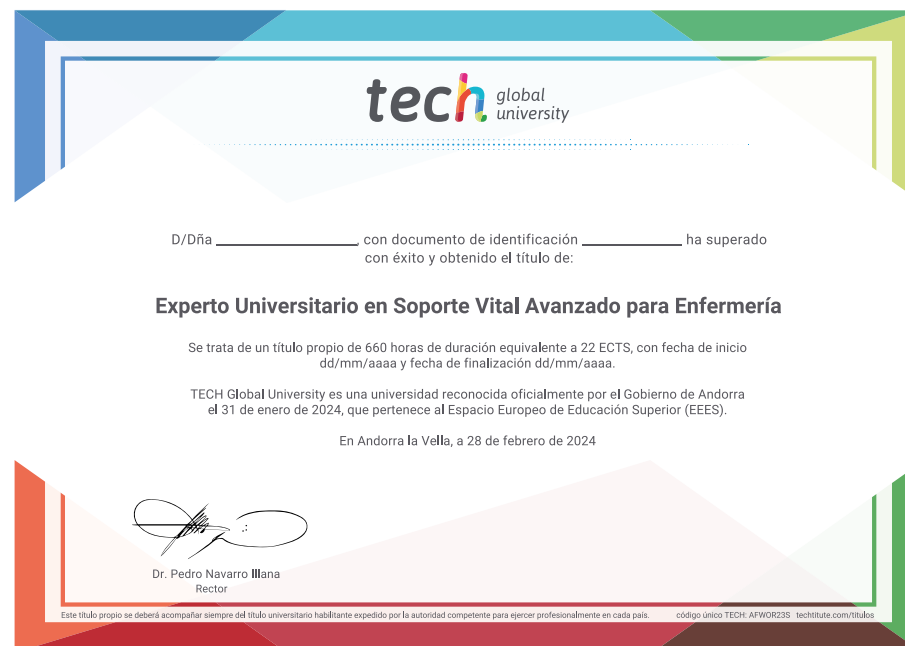 tech global
university
D/Dña ______________, con documento de identificación ____________ ha superado
con éxito y obtenido el título de:
Experto Universitario en Soporte Vital Avanzado para Enfermería
Se trata de un título propio de 660 horas de duración equivalente a 22 ECTS, con fecha de inicio
dd/mm/aaaa y fecha de finalización dd/mm/aaaa.
TECH Global University es una universidad reconocida oficialmente por el Gobierno de Andorra
el 31 de enero de 2024, que pertenece al Espacio Europeo de Educación Superior (EEES).
En Andorra la Vella, a 28 de febrero de 2024
Dr. Pedro Navarro Illana
Rector
Este título propio se deberá acompañar siempre del título universitario habilitante expedido por la autoridad competente para ejercer profesionalmente en cada país. código único TECH: AFWOR23S techtitute.com/titulos